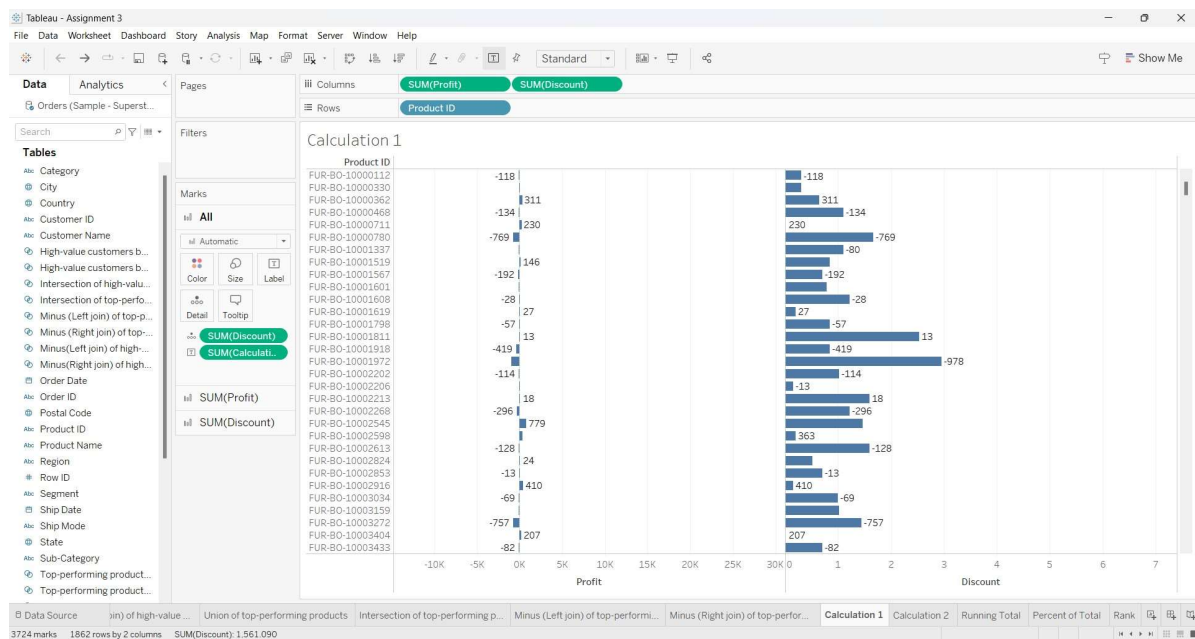 Tableau - Assignment 3
File Data Worksheet Dashboard Story Analysis Map Format Server Window Help
Standard
Show Me
Data Analytics
Orders (Sample - Superst...
Search
Tables
Category
City
Country
Customer ID
Customer Name
High-value customers b...
High-value customers b...
Intersection of high-valu...
Intersection of top-perfo...
Minus (Left join) of top-p...
Minus (Right join) of top-...
Minus(Left join) of high-...
Minus(Right join) of high...
Order Date
Order ID
Postal Code
Product ID
Product Name
Region
Row ID
Segment
Ship Date
Ship Mode
State
Sub-Category
Top-performing product...
Top-performing product...
Pages
Filters
Marks
All
Automatic
Color Size Label
Detail Tooltip
SUM(Discount)
SUM(Calculati..
SUM(Profit)
SUM(Discount)
Columns SUM(Profit) SUM(Discount)
Rows Product ID
Calculation 1
Product ID
FUR-BO-10000112 -118 -118
FUR-BO-10000330
FUR-BO-10000362 311 311
FUR-BO-10000468 -134 -134
FUR-BO-10000711 230 230
FUR-BO-10000780 -769 -769
FUR-BO-10001337 -80
FUR-BO-10001519 146
FUR-BO-10001567 -192 -192
FUR-BO-10001601
FUR-BO-10001608 -28 -28
FUR-BO-10001619 27 27
FUR-BO-10001798 -57 -57
FUR-BO-10001811 13 13
FUR-BO-10001918 -419 -419
FUR-BO-10001972 -978
FUR-BO-10002202 -114 -114
FUR-BO-10002206 -13
FUR-BO-10002213 18 18
FUR-BO-10002268 -296 -296
FUR-BO-10002545 779
FUR-BO-10002598 363
FUR-BO-10002613 -128 -128
FUR-BO-10002824 24
FUR-BO-10002853 -13 -13
FUR-BO-10002916 410 410
FUR-BO-10003034 -69 -69
FUR-BO-10003159
FUR-BO-10003272 -757 -757
FUR-BO-10003404 207 207
FUR-BO-10003433 -82 -82
-10K -5K 0K 5K 10K 15K 20K 25K 30K 0 1 2 3 4 5 6 7
Profit Discount
Data Source oin) of high-value ... Union of top-performing products Intersection of top-performing p... Minus (Left join) of top-performi... Minus (Right join) of top-perfor... Calculation 1 Calculation 2 Running Total Percent of Total Rank
3724 marks 1862 rows by 2 columns SUM(Discount): 1,561.090